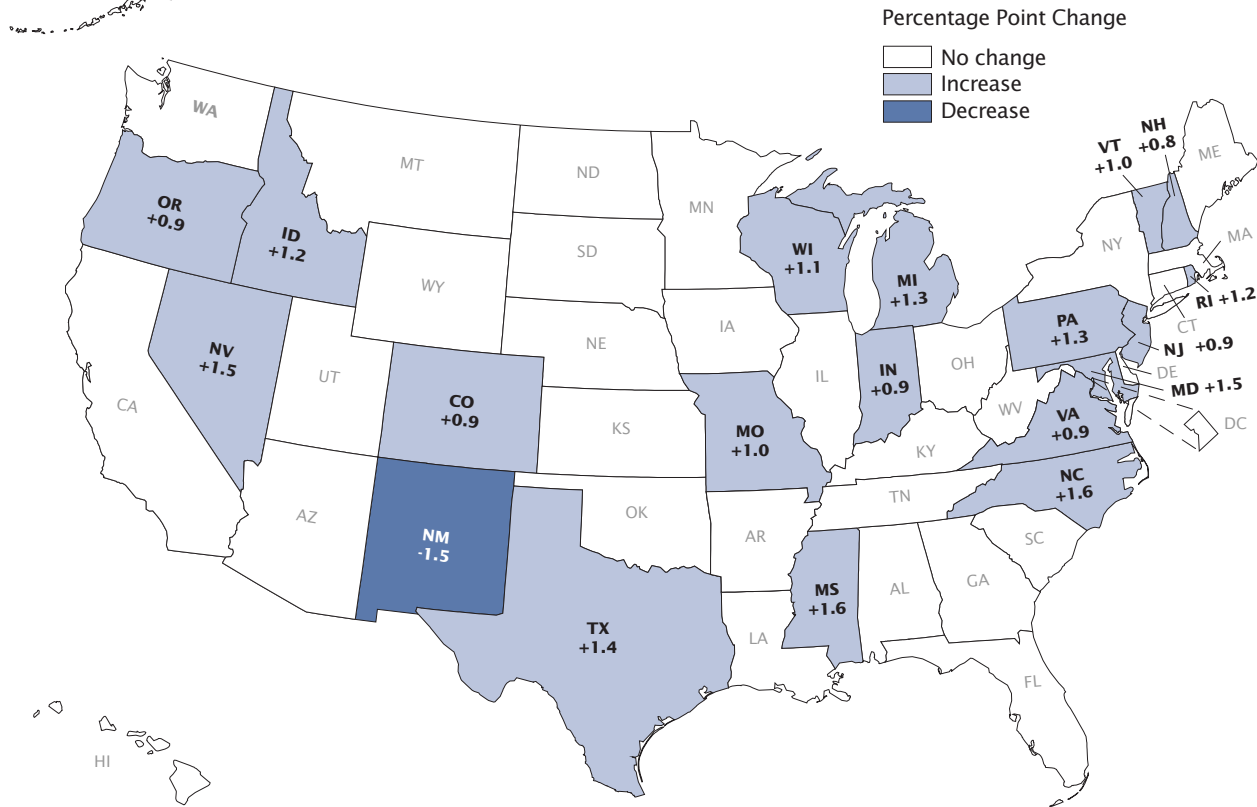 Percentage Point Change
No change
Increase
Decrease
WA
OR
+0.9
ID
+1.2
MT
ND
MN
WI
+1.1
MI
+1.3
VT
+1.0
NH
+0.8
ME
NY
MA
RI +1.2
CT
NJ +0.9
PA
+1.3
DE
MD +1.5
DC
SD
WY
NV
+1.5
UT
CA
CO
+0.9
NE
IA
IL
IN
+0.9
OH
WV
VA
+0.9
KY
NC
+1.6
KS
MO
+1.0
TN
SC
AZ
NM
-1.5
OK
AR
MS
+1.6
AL
GA
TX
+1.4
LA
FL
HI